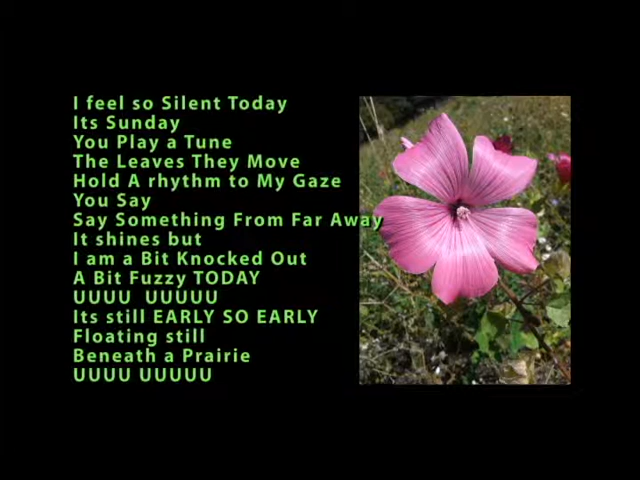 I feel so Silent Today
Its Sunday
You Play a Tune
The Leaves They Move
Hold A rhythm to My Gaze
You Say
Say Something From Far Away
It shines but
I am a Bit Knocked Out
A Bit Fuzzy TODAY
UUUU  UUUUU
Its still EARLY SO EARLY
Floating still
Beneath a Prairie
UUUU UUUUU